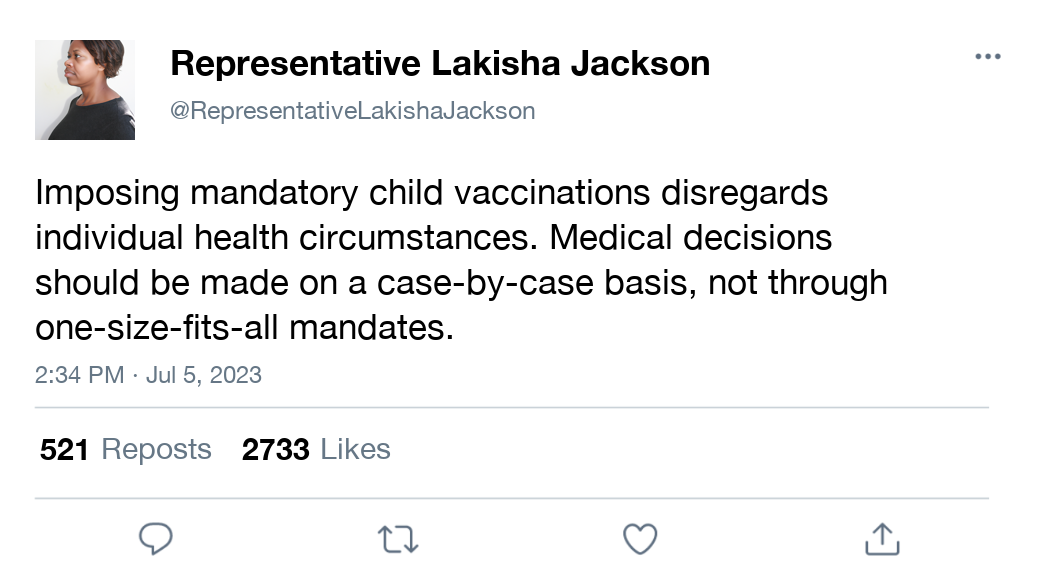 Representative Lakisha Jackson
@RepresentativeLakishaJackson
Imposing mandatory child vaccinations disregards
individual health circumstances. Medical decisions
should be made on a case-by-case basis, not through
one-size-fits-all mandates.
2:34 PM · Jul 5, 2023
521 Reposts 2733 Likes